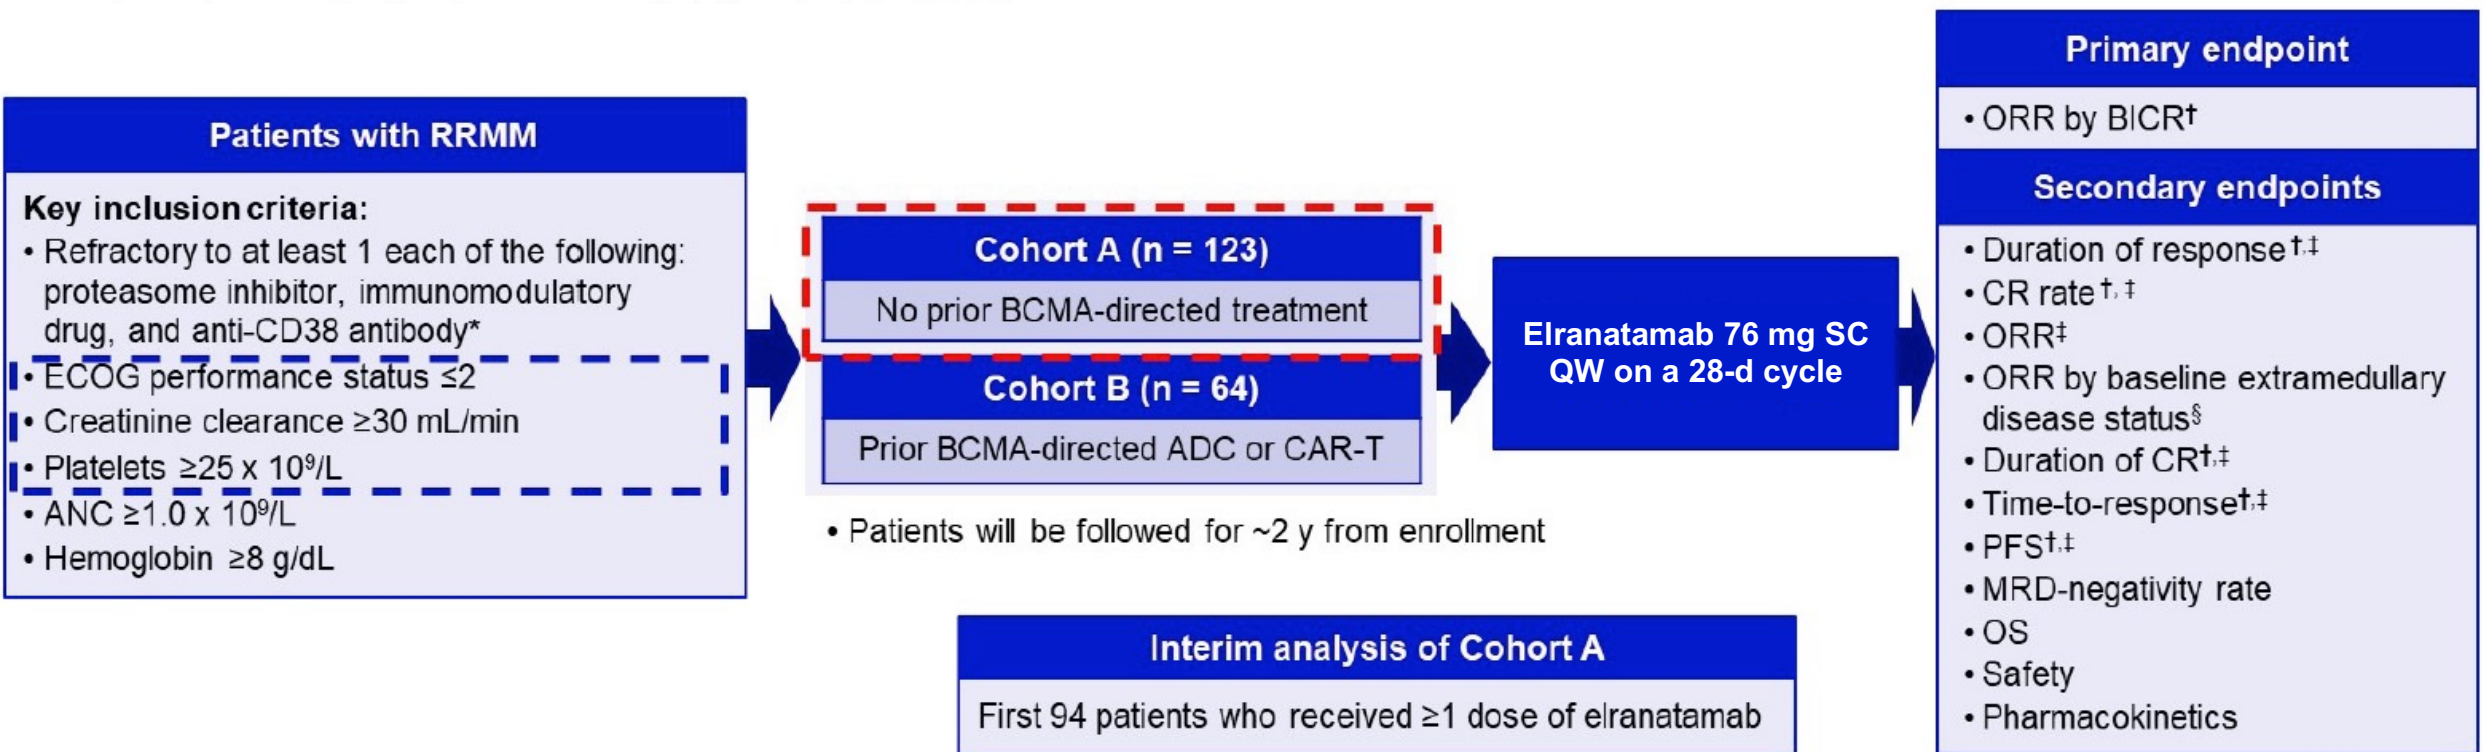 Patients with RRMM
Key inclusion criteria:
• Refractory to at least 1 each of the following:
proteasome inhibitor, immunomodulatory
drug, and anti-CD38 antibody*
• ECOG performance status ≤2
• Creatinine clearance ≥30 mL/min
• Platelets ≥25 x 10⁹/L
• ANC ≥1.0 x 10⁹/L
• Hemoglobin ≥8 g/dL
Cohort A (n = 123)
No prior BCMA-directed treatment
Cohort B (n = 64)
Prior BCMA-directed ADC or CAR-T
• Patients will be followed for ~2 y from enrollment
Interim analysis of Cohort A
First 94 patients who received ≥1 dose of elranatamab
Elranatamab 76 mg SC
QW on a 28-d cycle
Primary endpoint
• ORR by BICR†
Secondary endpoints
• Duration of response†,‡
• CR rate†, ‡
• ORR‡
• ORR by baseline extramedullary
disease status§
• Duration of CR†,‡
• Time-to-response†,‡
• PFS†,‡
• MRD-negativity rate
• OS
• Safety
• Pharmacokinetics